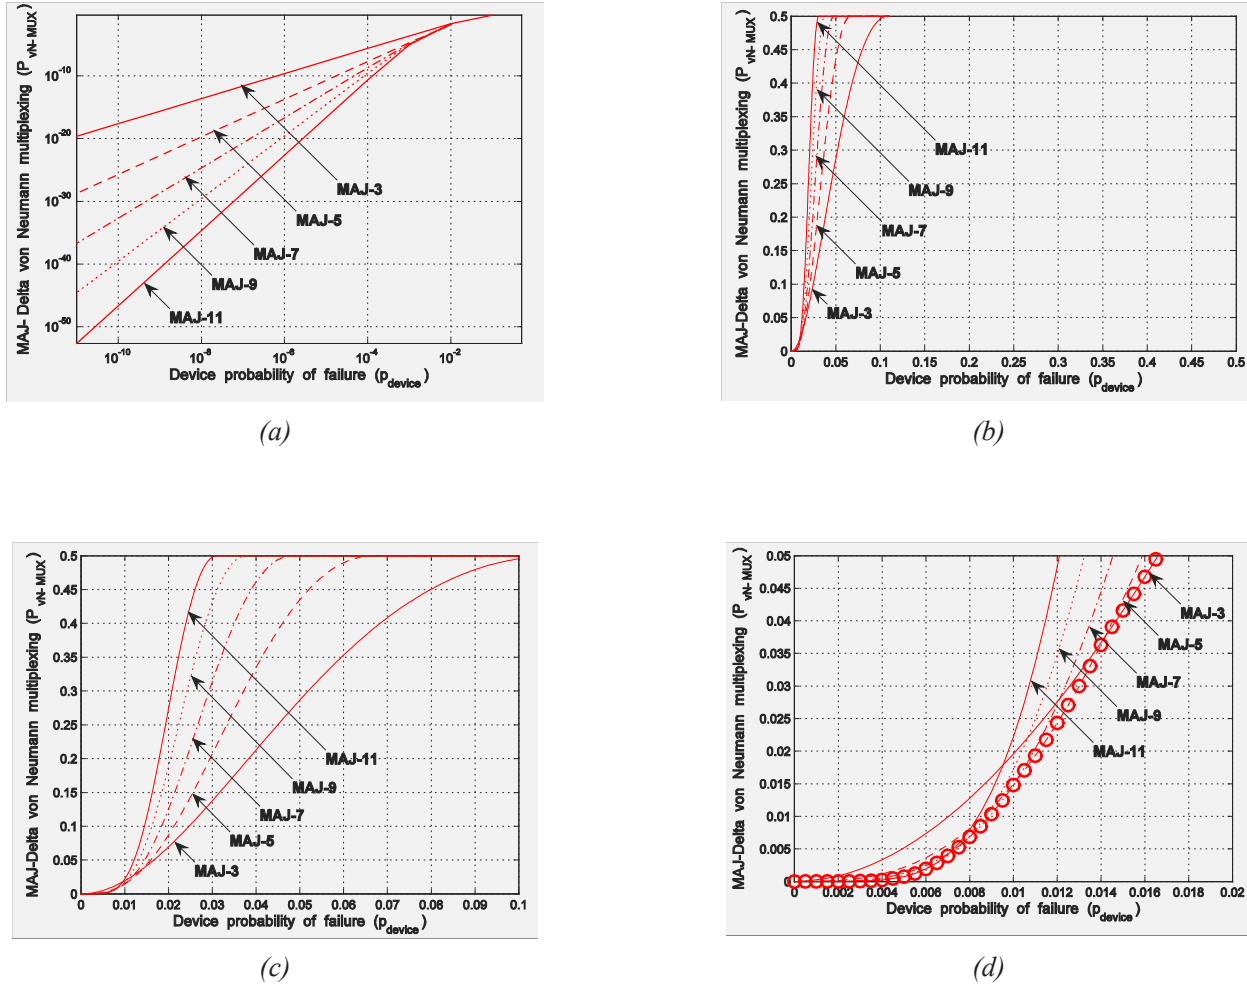 MAJ- Delta von Neumann multiplexing (P vN- MUX)
10^-10
10^-20
10^-30
10^-40
10^-50
MAJ-3
MAJ-5
MAJ-7
MAJ-9
MAJ-11
10^-10 10^-8 10^-6 10^-4 10^-2
Device probability of failure (p_device)
(a)
MAJ-Delta von Neumann multiplexing (P vN- MUX)
0.5
0.45
0.4
0.35
0.3
0.25
0.2
0.15
0.1
0.05
0
MAJ-11
MAJ-9
MAJ-7
MAJ-5
MAJ-3
0 0.05 0.1 0.15 0.2 0.25 0.3 0.35 0.4 0.45 0.5
Device probability of failure (p_device)
(b)
MAJ-Delta von Neumann multiplexing (P vN- MUX)
0.5
0.45
0.4
0.35
0.3
0.25
0.2
0.15
0.1
0.05
0
MAJ-11
MAJ-9
MAJ-7
MAJ-5
MAJ-3
0 0.01 0.02 0.03 0.04 0.05 0.06 0.07 0.08 0.09 0.1
Device probability of failure (p_device)
(c)
MAJ-Delta von Neumann multiplexing (P vN- MUX)
0.05
0.045
0.04
0.035
0.03
0.025
0.02
0.015
0.01
0.005
0
MAJ-3
MAJ-5
MAJ-7
MAJ-9
MAJ-11
0 0.002 0.004 0.006 0.008 0.01 0.012 0.014 0.016 0.018 0.02
Device probability of failure (p_device)
(d)